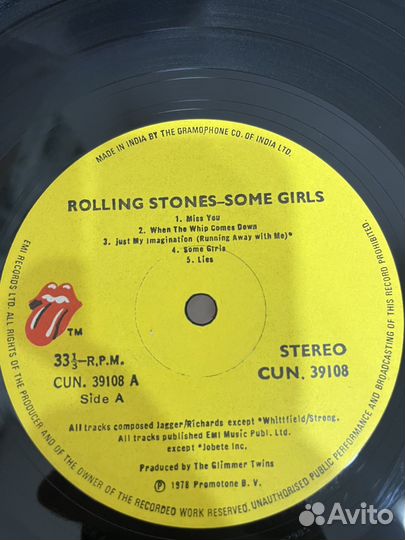 MADE IN INDIA BY THE GRAMOPHONE CO. OF INDIA LTD.
ROLLING STONES-SOME GIRLS
1. Miss You
2. When The Whip Comes Down
3. Just My Imagination (Running Away with Me)*
4. Some Girls
5. Lies
TM
33⅓-R.P.M.
CUN. 39108 A
Side A
STEREO
CUN. 39108
All tracks composed Jagger/Richards except *Whittfield/Strong.
All tracks published EMI Music Publ. Ltd.
except *Jobete Inc.
Produced by The Glimmer Twins
℗ 1978 Promotone B. V.
EMI RECORDS LTD. ALL RIGHTS OF THE PRODUCER AND OF THE OWNER OF THE RECORDED WORK RESERVED. UNAUTHORISED PUBLIC PERFORMANCE AND BROADCASTING OF THIS RECORD PROHIBITED.
Avito